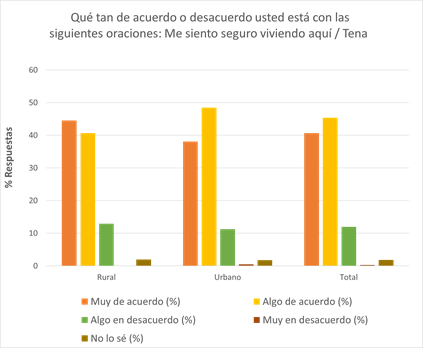 Qué tan de acuerdo o desacuerdo usted está con las
siguientes oraciones: Me siento seguro viviendo aquí / Tena
60
50
40
30
20
10
0
% Respuestas
Rural
Urbano
Total
Muy de acuerdo (%)
Algo de acuerdo (%)
Algo en desacuerdo (%)
Muy en desacuerdo (%)
No lo sé (%)